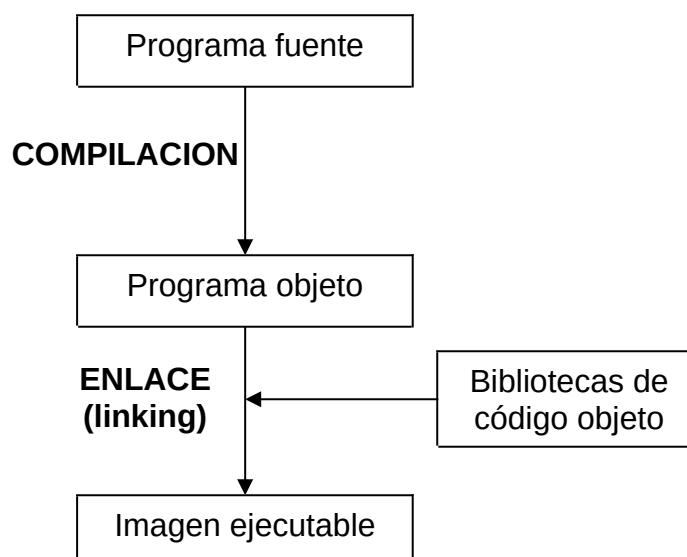 Programa fuente
COMPILACION
Programa objeto
ENLACE
(linking)
Bibliotecas de
código objeto
Imagen ejecutable